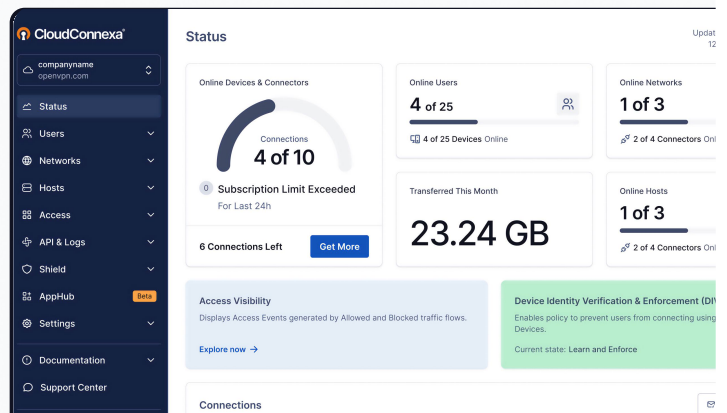 CloudConnexa®
companyname
openvpn.com
Status
Users
Networks
Hosts
Access
API & Logs
Shield
AppHub Beta
Settings
Documentation
Support Center
Status
12
Online Devices & Connectors
Connections
4 of 10
0 Subscription Limit Exceeded
For Last 24h
6 Connections Left Get More
Online Users
4 of 25
4 of 25 Devices Online
Online Networks
1 of 3
2 of 4 Connectors
Transferred This Month
23.24 GB
Online Hosts
1 of 3
2 of 4 Connectors
Access Visibility
Displays Access Events generated by Allowed and Blocked traffic flows.
Explore now →
Device Identity Verification & Enforcement
Enables policy to prevent users from connecting using
Devices.
Current state: Learn and Enforce
Connections